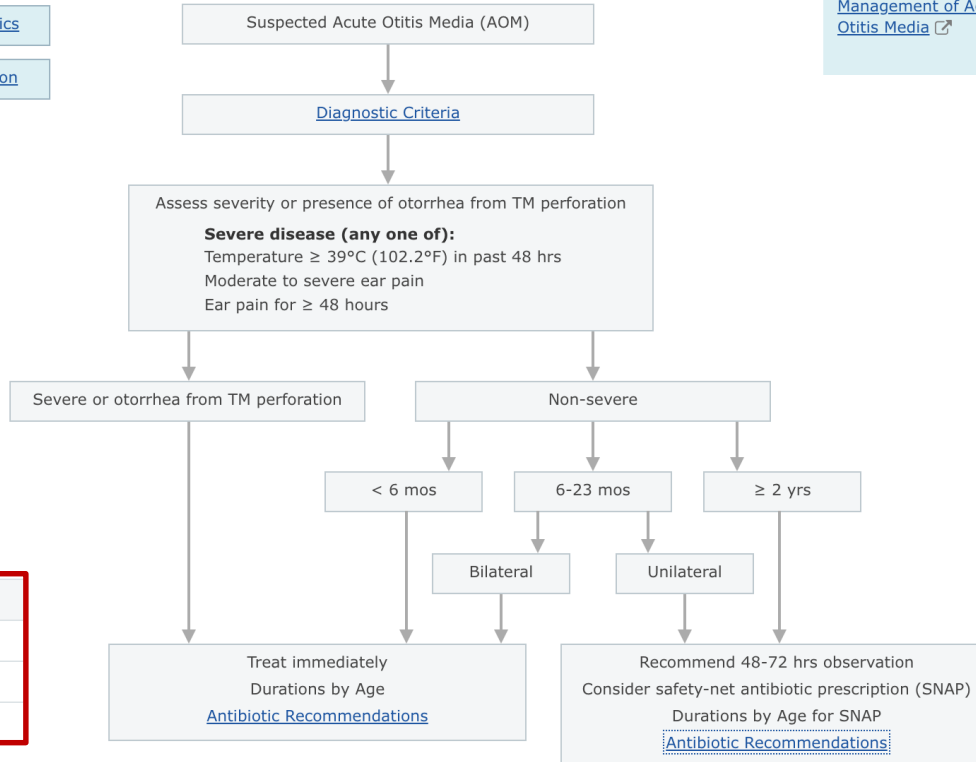 ics
on
Management of A
Otitis Media
Suspected Acute Otitis Media (AOM)
Diagnostic Criteria
Assess severity or presence of otorrhea from TM perforation
Severe disease (any one of):
Temperature ≥ 39°C (102.2°F) in past 48 hrs
Moderate to severe ear pain
Ear pain for ≥ 48 hours
Severe or otorrhea from TM perforation
Non-severe
< 6 mos
6-23 mos
≥ 2 yrs
Bilateral
Unilateral
Treat immediately
Durations by Age
Antibiotic Recommendations
Recommend 48-72 hrs observation
Consider safety-net antibiotic prescription (SNAP)
Durations by Age for SNAP
Antibiotic Recommendations